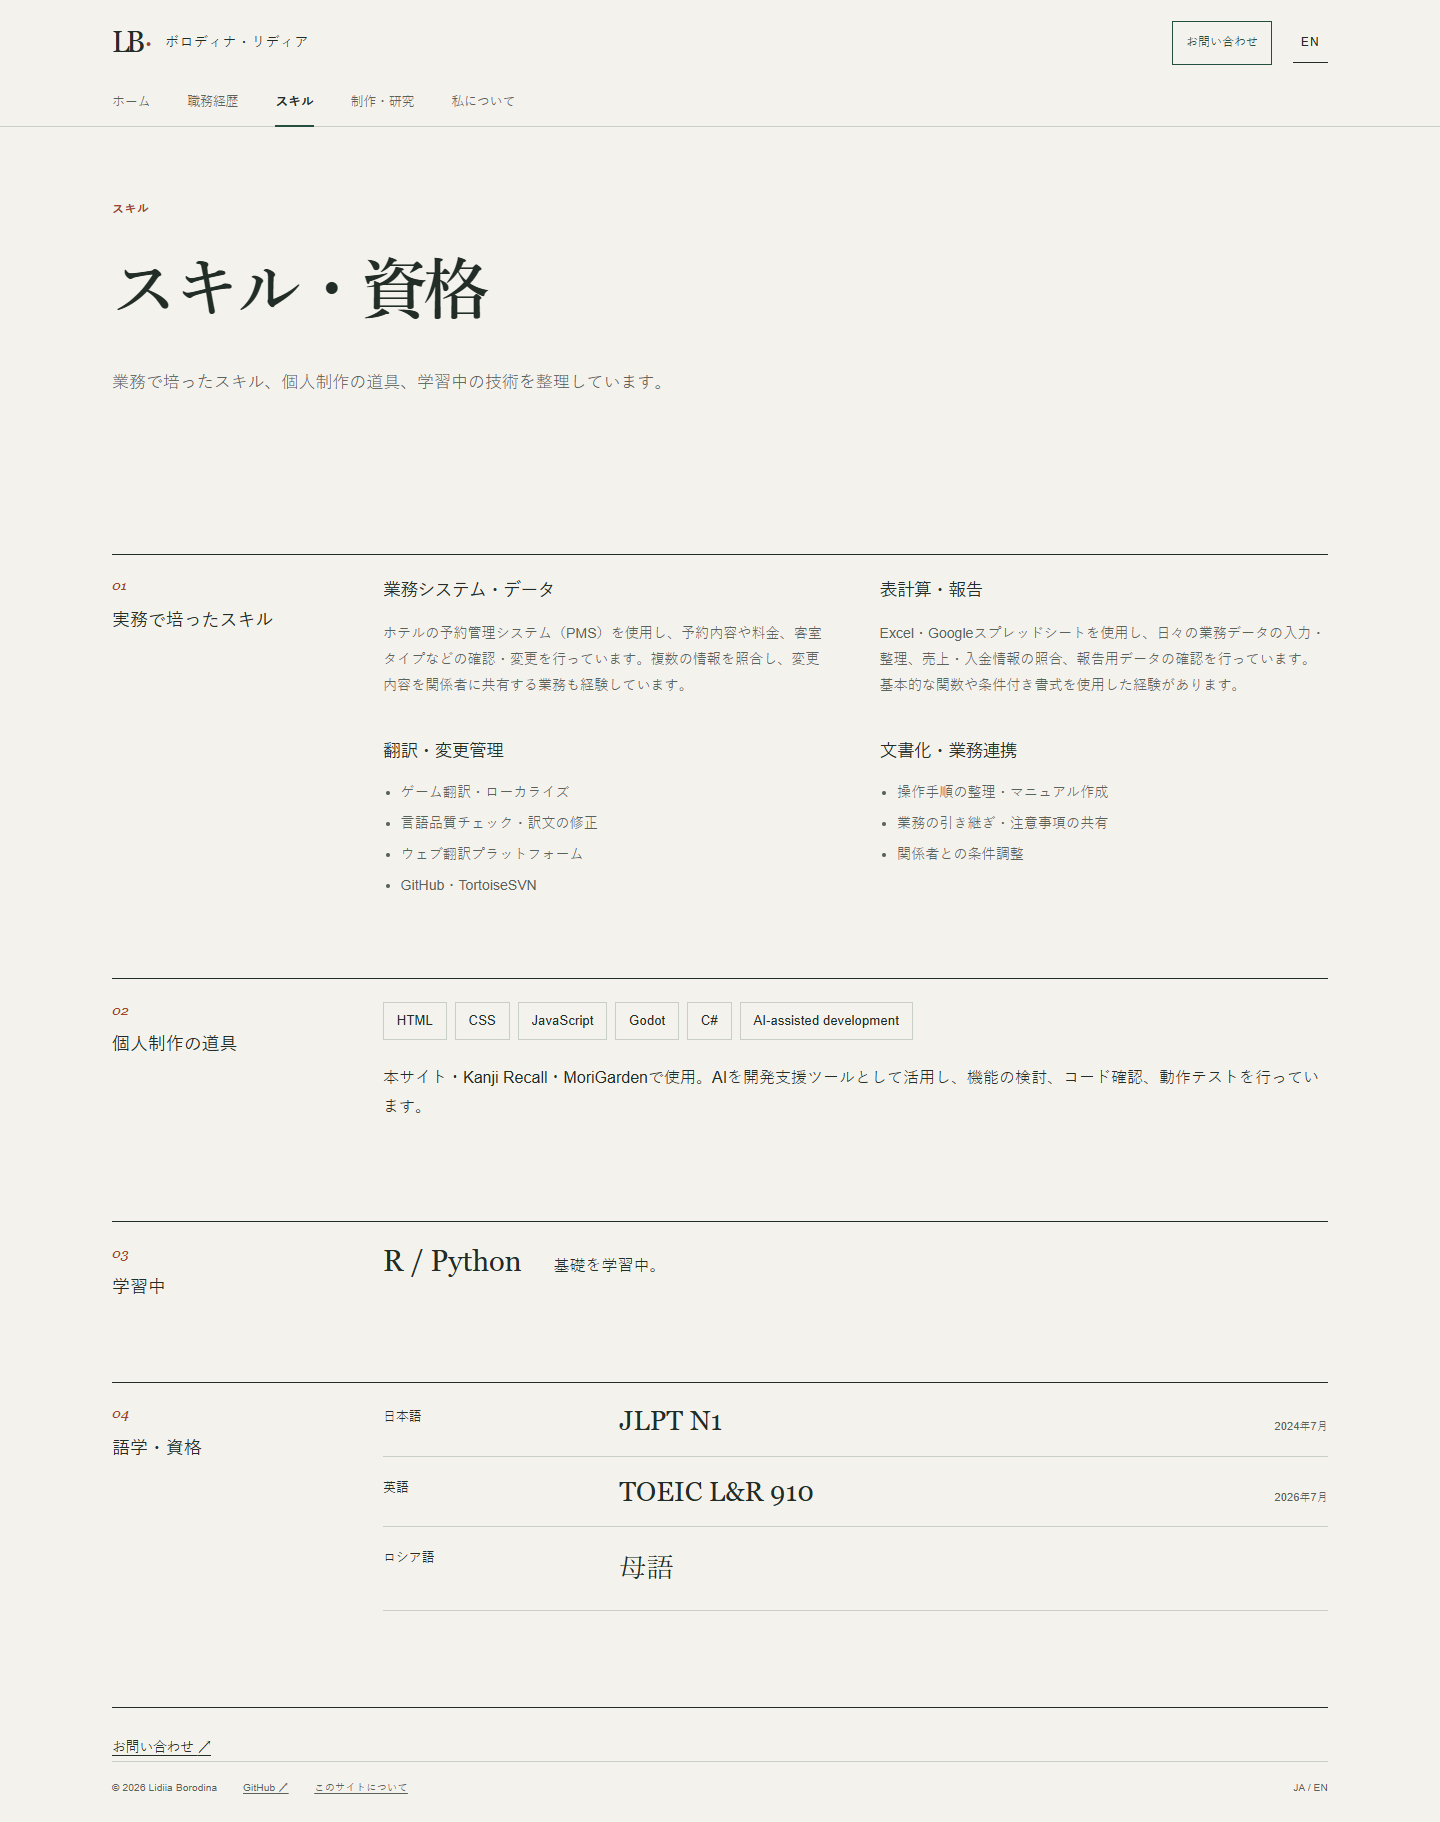 LB· ボロディナ・リディア
お問い合わせ
EN
ホーム 職務経歴 スキル 制作・研究 私について
スキル
スキル・資格
業務で培ったスキル、個人制作の道具、学習中の技術を整理しています。
01
実務で培ったスキル
業務システム・データ
ホテルの予約管理システム（PMS）を使用し、予約内容や料金、客室
タイプなどの確認・変更を行っています。複数の情報を照合し、変更
内容を関係者に共有する業務も経験しています。
表計算・報告
Excel・Googleスプレッドシートを使用し、日々の業務データの入力・
整理、売上・入金情報の照合、報告用データの確認を行っています。
基本的な関数や条件付き書式を使用した経験があります。
翻訳・変更管理
• ゲーム翻訳・ローカライズ
• 言語品質チェック・訳文の修正
• ウェブ翻訳プラットフォーム
• GitHub・TortoiseSVN
文書化・業務連携
• 操作手順の整理・マニュアル作成
• 業務の引き継ぎ・注意事項の共有
• 関係者との条件調整
02
個人制作の道具
HTML CSS JavaScript Godot C# AI-assisted development
本サイト・Kanji Recall・MoriGardenで使用。AIを開発支援ツールとして活用し、機能の検討、コード確認、動作テストを行ってい
ます。
03
学習中
R / Python 基礎を学習中。
04
語学・資格
日本語 JLPT N1 2024年7月
英語 TOEIC L&R 910 2026年7月
ロシア語 母語
お問い合わせ ↗
© 2026 Lidiia Borodina GitHub ↗ このサイトについて JA / EN